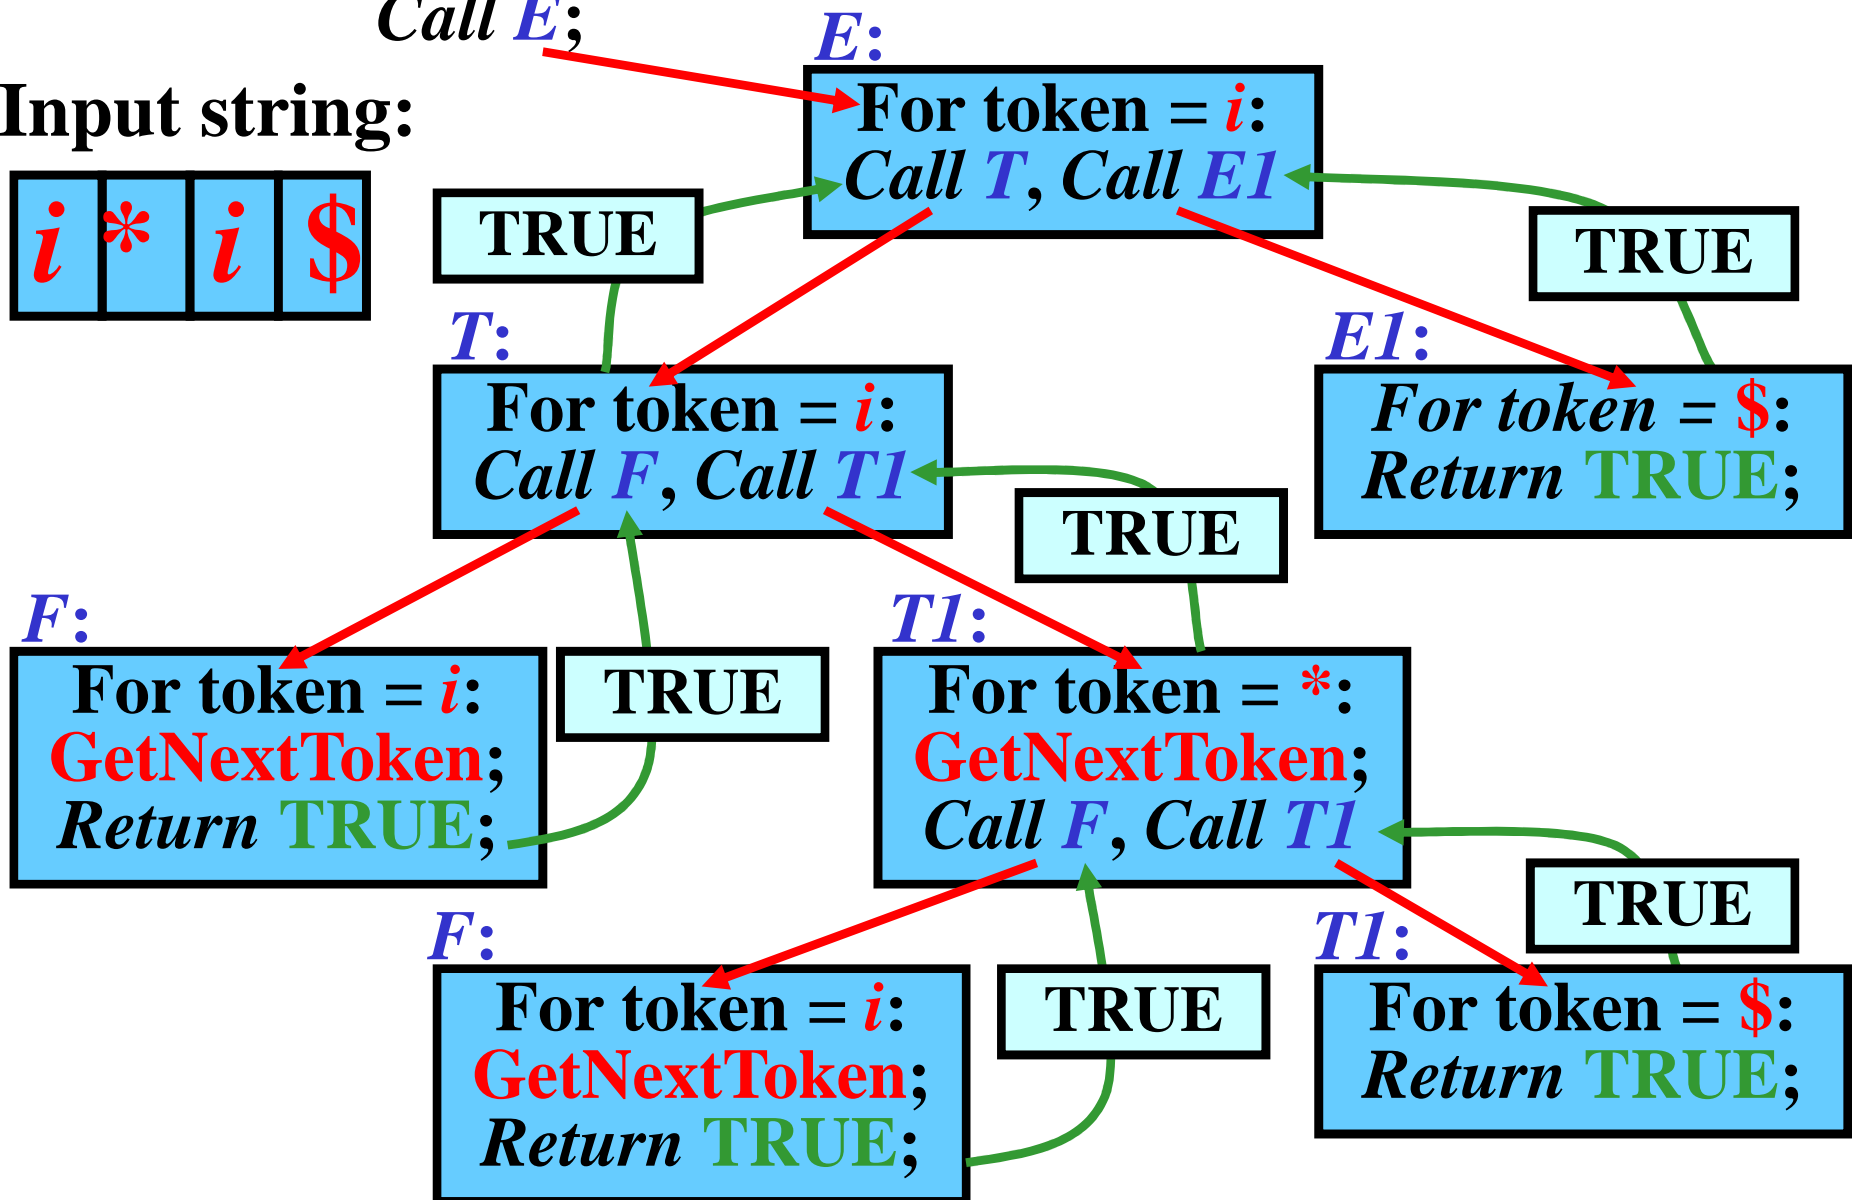 Call E;
E:
Input string:
i * i $
For token = i:
Call T, Call E1
TRUE
TRUE
T:
For token = i:
Call F, Call T1
E1:
For token = $:
Return TRUE;
TRUE
F:
For token = i:
GetNextToken;
Return TRUE;
TRUE
T1:
For token = *:
GetNextToken;
Call F, Call T1
TRUE
F:
For token = i:
GetNextToken;
Return TRUE;
TRUE
T1:
For token = $:
Return TRUE;